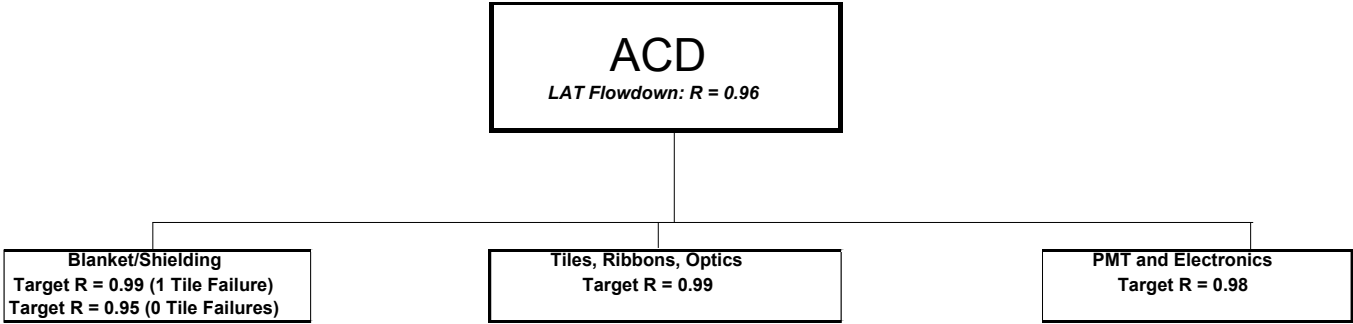 ACD
LAT Flowdown: R = 0.96
Blanket/Shielding
Target R = 0.99 (1 Tile Failure)
Target R = 0.95 (0 Tile Failures)
Tiles, Ribbons, Optics
Target R = 0.99
PMT and Electronics
Target R = 0.98